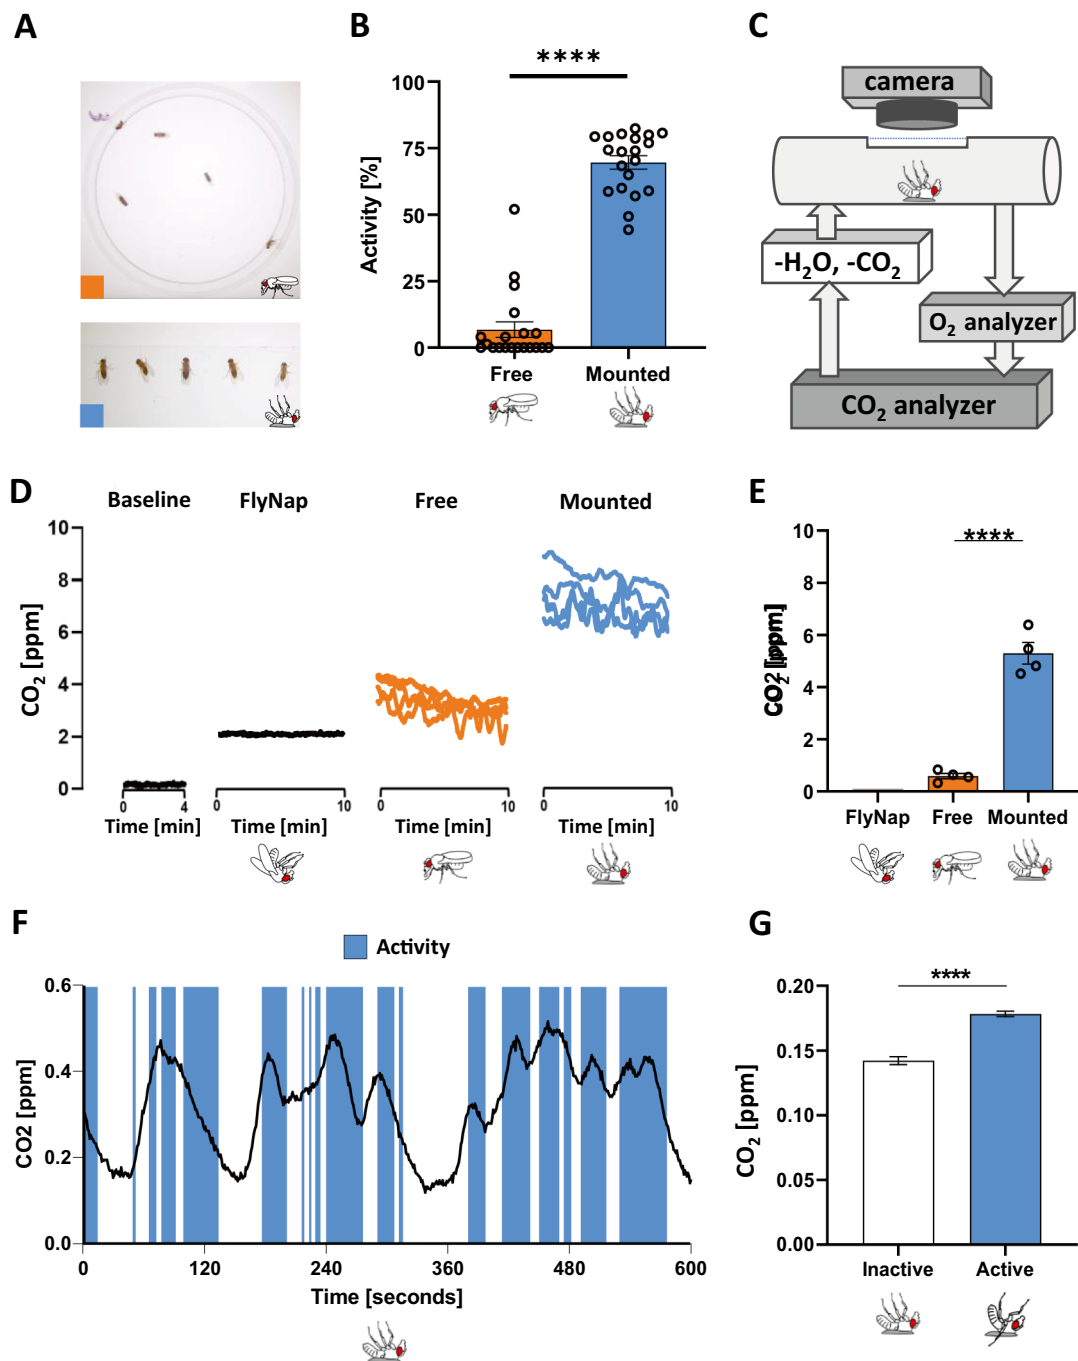 A
B
C
****
100
75
50
25
0
Activity [%]
Free
Mounted
camera
-H₂O, -CO₂
O₂ analyzer
CO₂ analyzer
D
E
Baseline
FlyNap
Free
Mounted
10
8
6
4
2
0
CO₂ [ppm]
0
4
0
10
0
10
0
10
Time [min]
Time [min]
Time [min]
Time [min]
****
10
8
6
4
2
0
CO₂ [ppm]
FlyNap
Free
Mounted
F
G
Activity
0.6
0.4
0.2
0.0
CO2 [ppm]
0
120
240
360
480
600
Time [seconds]
****
0.20
0.15
0.10
0.05
0.00
CO₂ [ppm]
Inactive
Active